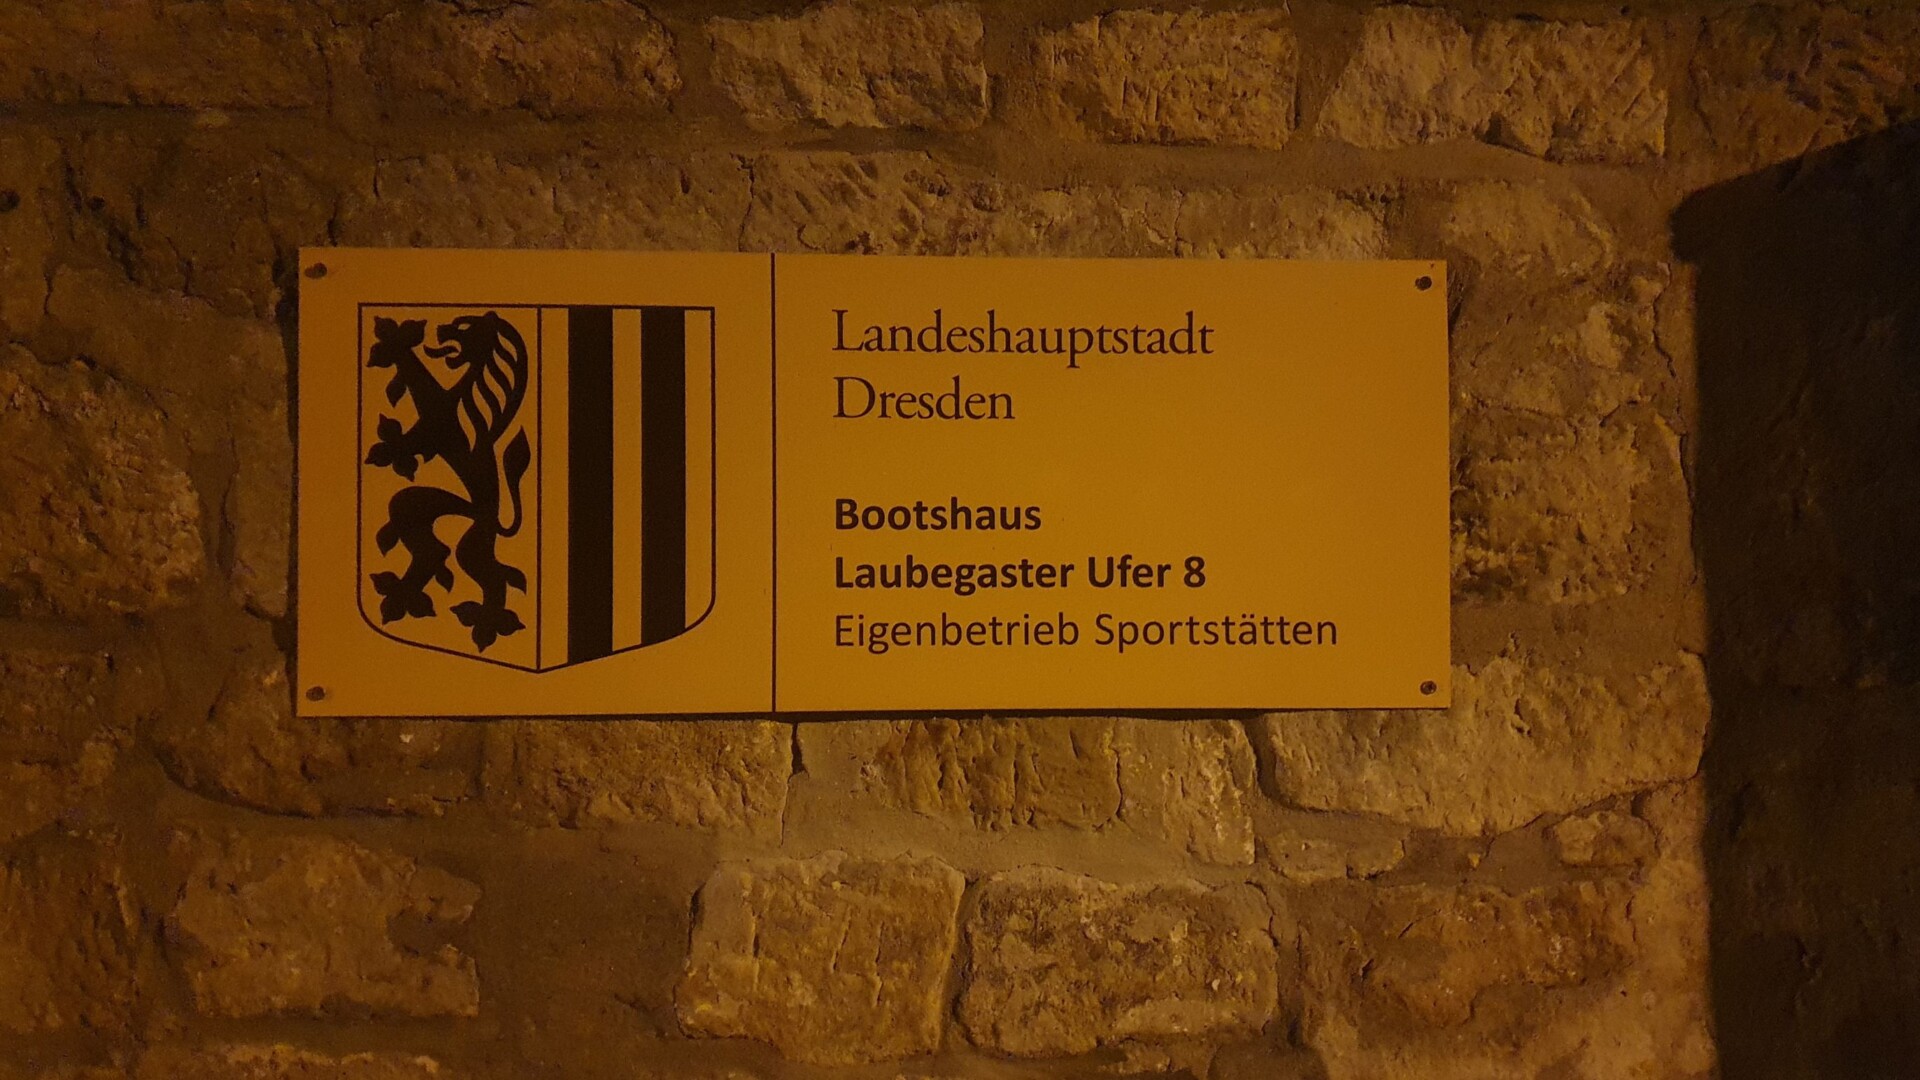 Landeshauptstadt
Dresden
Bootshaus
Laubegaster Ufer 8
Eigenbetrieb Sportstätten